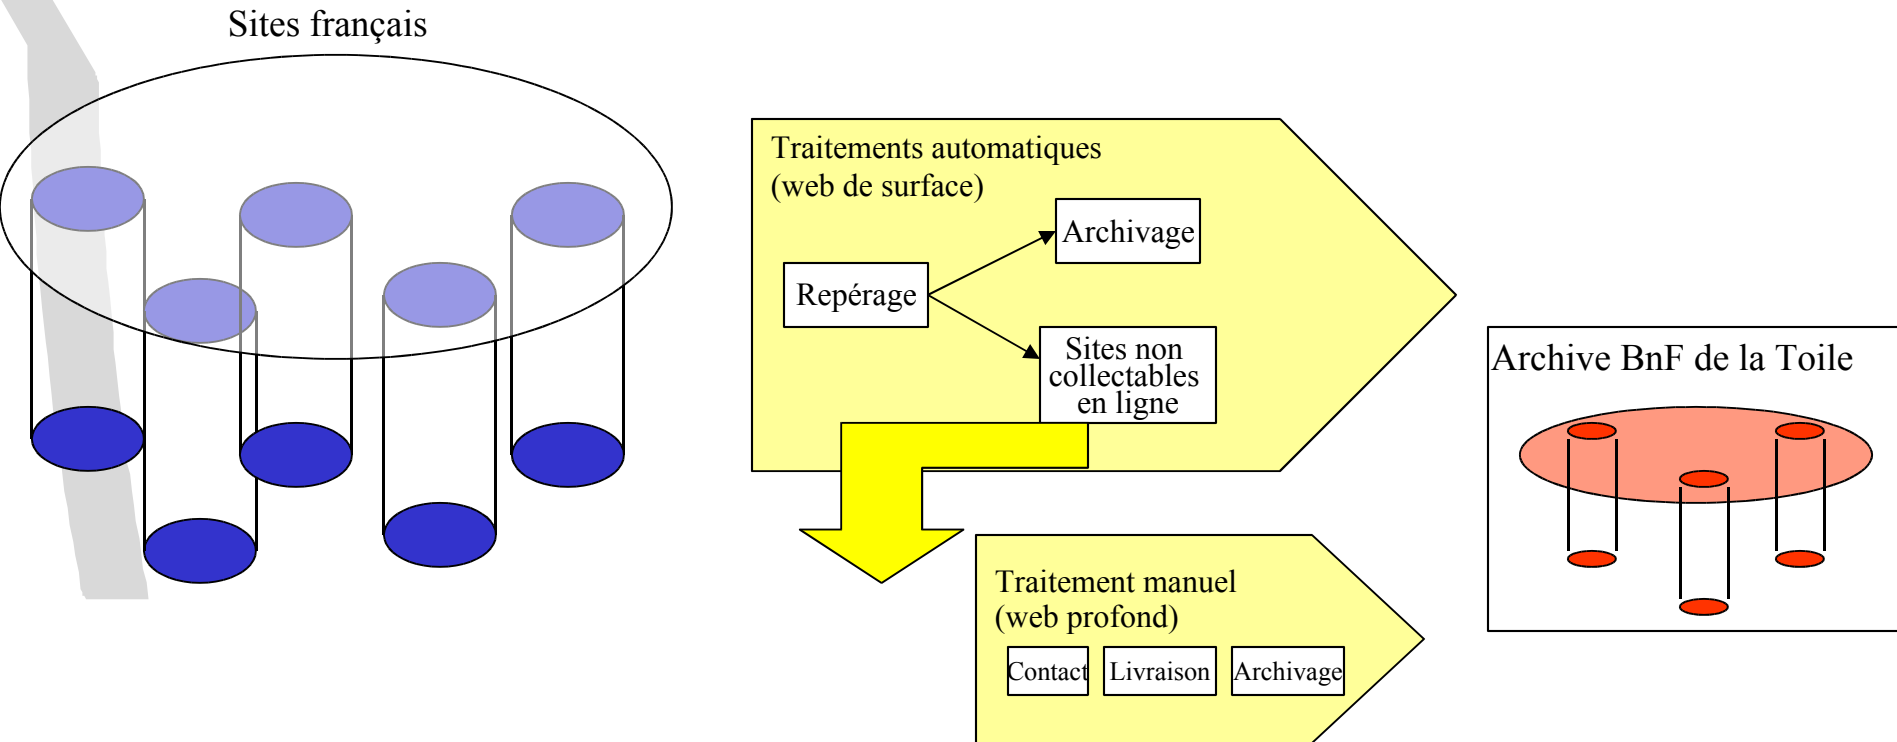 Sites français
Traitements automatiques
(web de surface)
Archivage
Repérage
Sites non
collectables
en ligne
Archive BnF de la Toile
Traitement manuel
(web profond)
Contact
Livraison
Archivage